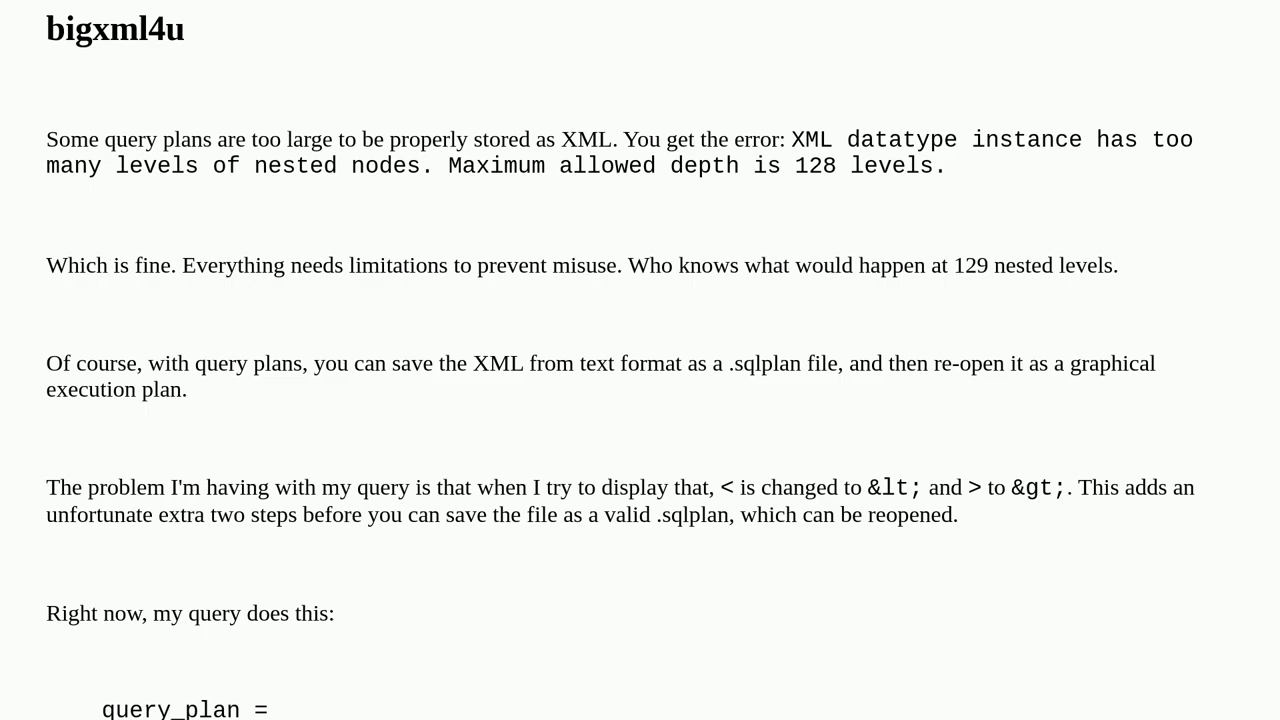 bigxml4u
Some query plans are too large to be properly stored as XML. You get the error: XML datatype instance has too
many levels of nested nodes. Maximum allowed depth is 128 levels.
Which is fine. Everything needs limitations to prevent misuse. Who knows what would happen at 129 nested levels.
Of course, with query plans, you can save the XML from text format as a .sqlplan file, and then re-open it as a graphical
execution plan.
The problem I'm having with my query is that when I try to display that, < is changed to &lt; and > to &gt;. This adds an
unfortunate extra two steps before you can save the file as a valid .sqlplan, which can be reopened.
Right now, my query does this:
query_plan =